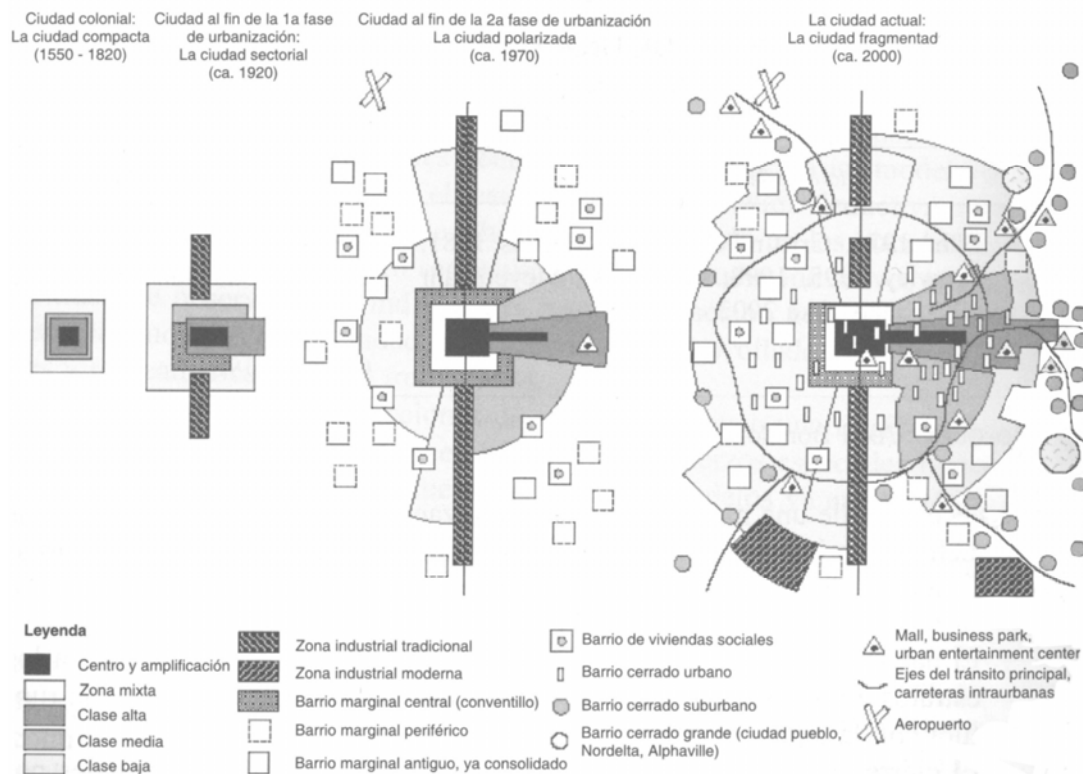 Ciudad colonial:
La ciudad compacta
(1550 - 1820)
Ciudad al fin de la 1a fase
de urbanización:
La ciudad sectorial
(ca. 1920)
Ciudad al fin de la 2a fase de urbanización
La ciudad polarizada
(ca. 1970)
La ciudad actual:
La ciudad fragmentad
(ca. 2000)
Leyenda
Centro y amplificación
Zona mixta
Clase alta
Clase media
Clase baja
Zona industrial tradicional
Zona industrial moderna
Barrio marginal central (conventillo)
Barrio marginal periférico
Barrio marginal antiguo, ya consolidado
Barrio de viviendas sociales
Barrio cerrado urbano
Barrio cerrado suburbano
Barrio cerrado grande (ciudad pueblo,
Nordelta, Alphaville)
Mall, business park,
urban entertainment center
Ejes del tránsito principal,
carreteras intraurbanas
Aeropuerto